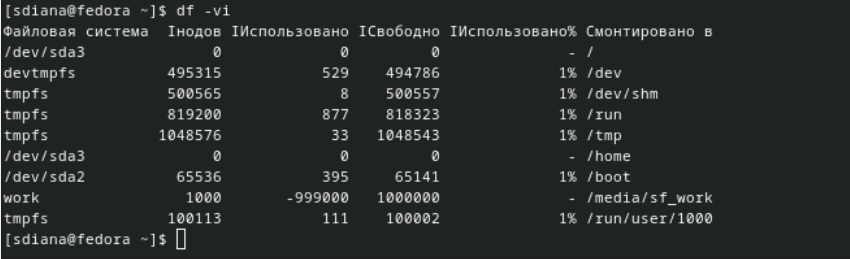 [sdiana@fedora ~]$ df -vi
Файловая система Iнодов IИспользовано IСвободно IИспользовано% Смонтировано в
/dev/sda3 0 0 0 - /
devtmpfs 495315 529 494786 1% /dev
tmpfs 500565 8 500557 1% /dev/shm
tmpfs 819200 877 818323 1% /run
tmpfs 1048576 33 1048543 1% /tmp
/dev/sda3 0 0 0 - /home
/dev/sda2 65536 395 65141 1% /boot
work 1000 -999000 1000000 - /media/sf_work
tmpfs 100113 111 100002 1% /run/user/1000
[sdiana@fedora ~]$